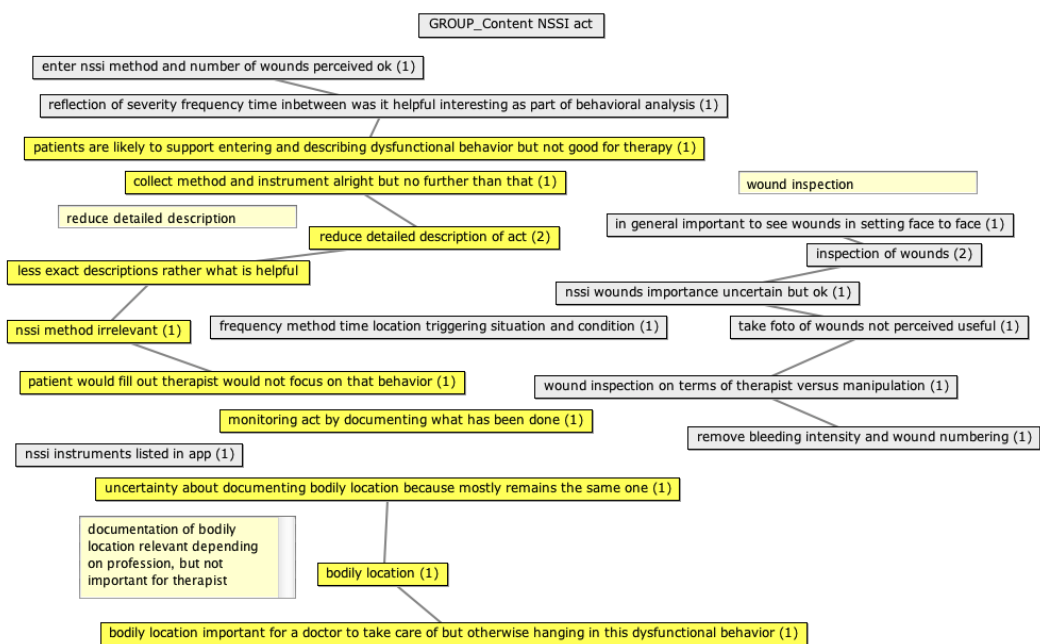 GROUP_Content NSSI act
enter nssi method and number of wounds perceived ok (1)
reflection of severity frequency time inbetween was it helpful interesting as part of behavioral analysis (1)
patients are likely to support entering and describing dysfunctional behavior but not good for therapy (1)
collect method and instrument alright but no further than that (1)
wound inspection
reduce detailed description
in general important to see wounds in setting face to face (1)
reduce detailed description of act (2)
inspection of wounds (2)
less exact descriptions rather what is helpful
nssi wounds importance uncertain but ok (1)
nssi method irrelevant (1)
frequency method time location triggering situation and condition (1)
take foto of wounds not perceived useful (1)
patient would fill out therapist would not focus on that behavior (1)
wound inspection on terms of therapist versus manipulation (1)
monitoring act by documenting what has been done (1)
remove bleeding intensity and wound numbering (1)
nssi instruments listed in app (1)
uncertainty about documenting bodily location because mostly remains the same one (1)
documentation of bodily
location relevant depending
on profession, but not
important for therapist
bodily location (1)
bodily location important for a doctor to take care of but otherwise hanging in this dysfunctional behavior (1)